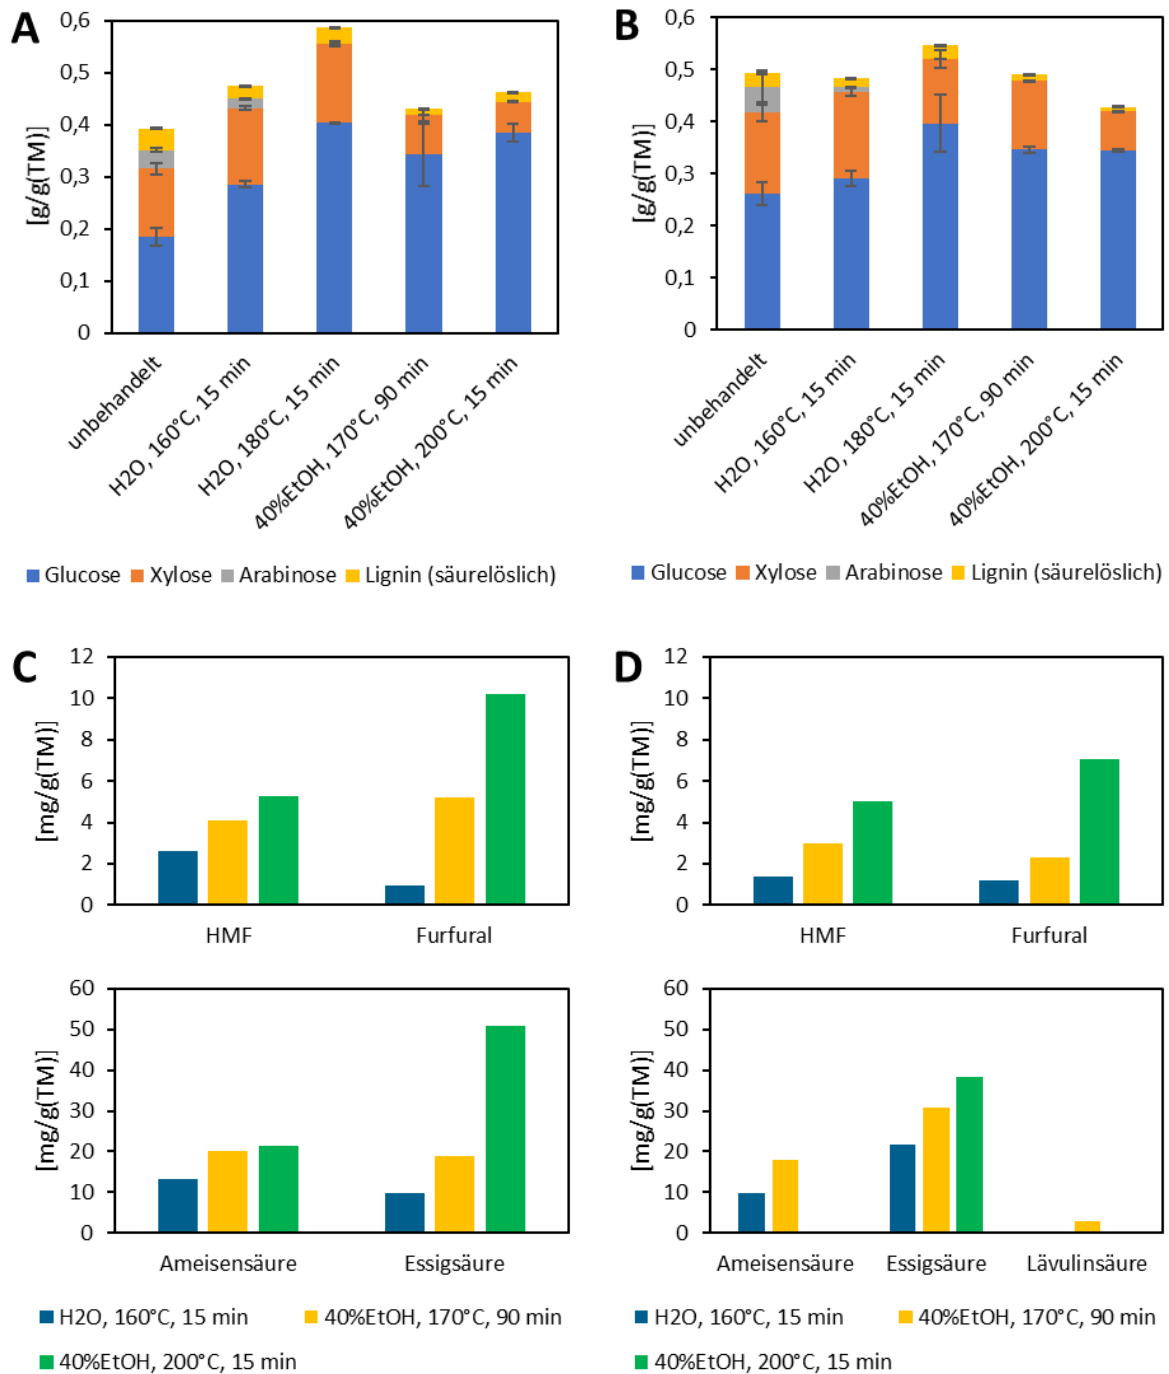 A
[g/g(TM)]
0,6
0,5
0,4
0,3
0,2
0,1
0
unbehandelt
H2O, 160°C, 15 min
H2O, 180°C, 15 min
40%EtOH, 170°C, 90 min
40%EtOH, 200°C, 15 min
Glucose Xylose Arabinose Lignin (säurelöslich)
B
[g/g(TM)]
0,6
0,5
0,4
0,3
0,2
0,1
0
unbehandelt
H2O, 160°C, 15 min
H2O, 180°C, 15 min
40%EtOH, 170°C, 90 min
40%EtOH, 200°C, 15 min
Glucose Xylose Arabinose Lignin (säurelöslich)
C
[mg/g(TM)]
12
10
8
6
4
2
0
HMF Furfural
[mg/g(TM)]
60
50
40
30
20
10
0
Ameisensäure Essigsäure
H2O, 160°C, 15 min 40%EtOH, 170°C, 90 min
40%EtOH, 200°C, 15 min
D
[mg/g(TM)]
12
10
8
6
4
2
0
HMF Furfural
[mg/g(TM)]
60
50
40
30
20
10
0
Ameisensäure Essigsäure Lävulinsäure
H2O, 160°C, 15 min 40%EtOH, 170°C, 90 min
40%EtOH, 200°C, 15 min